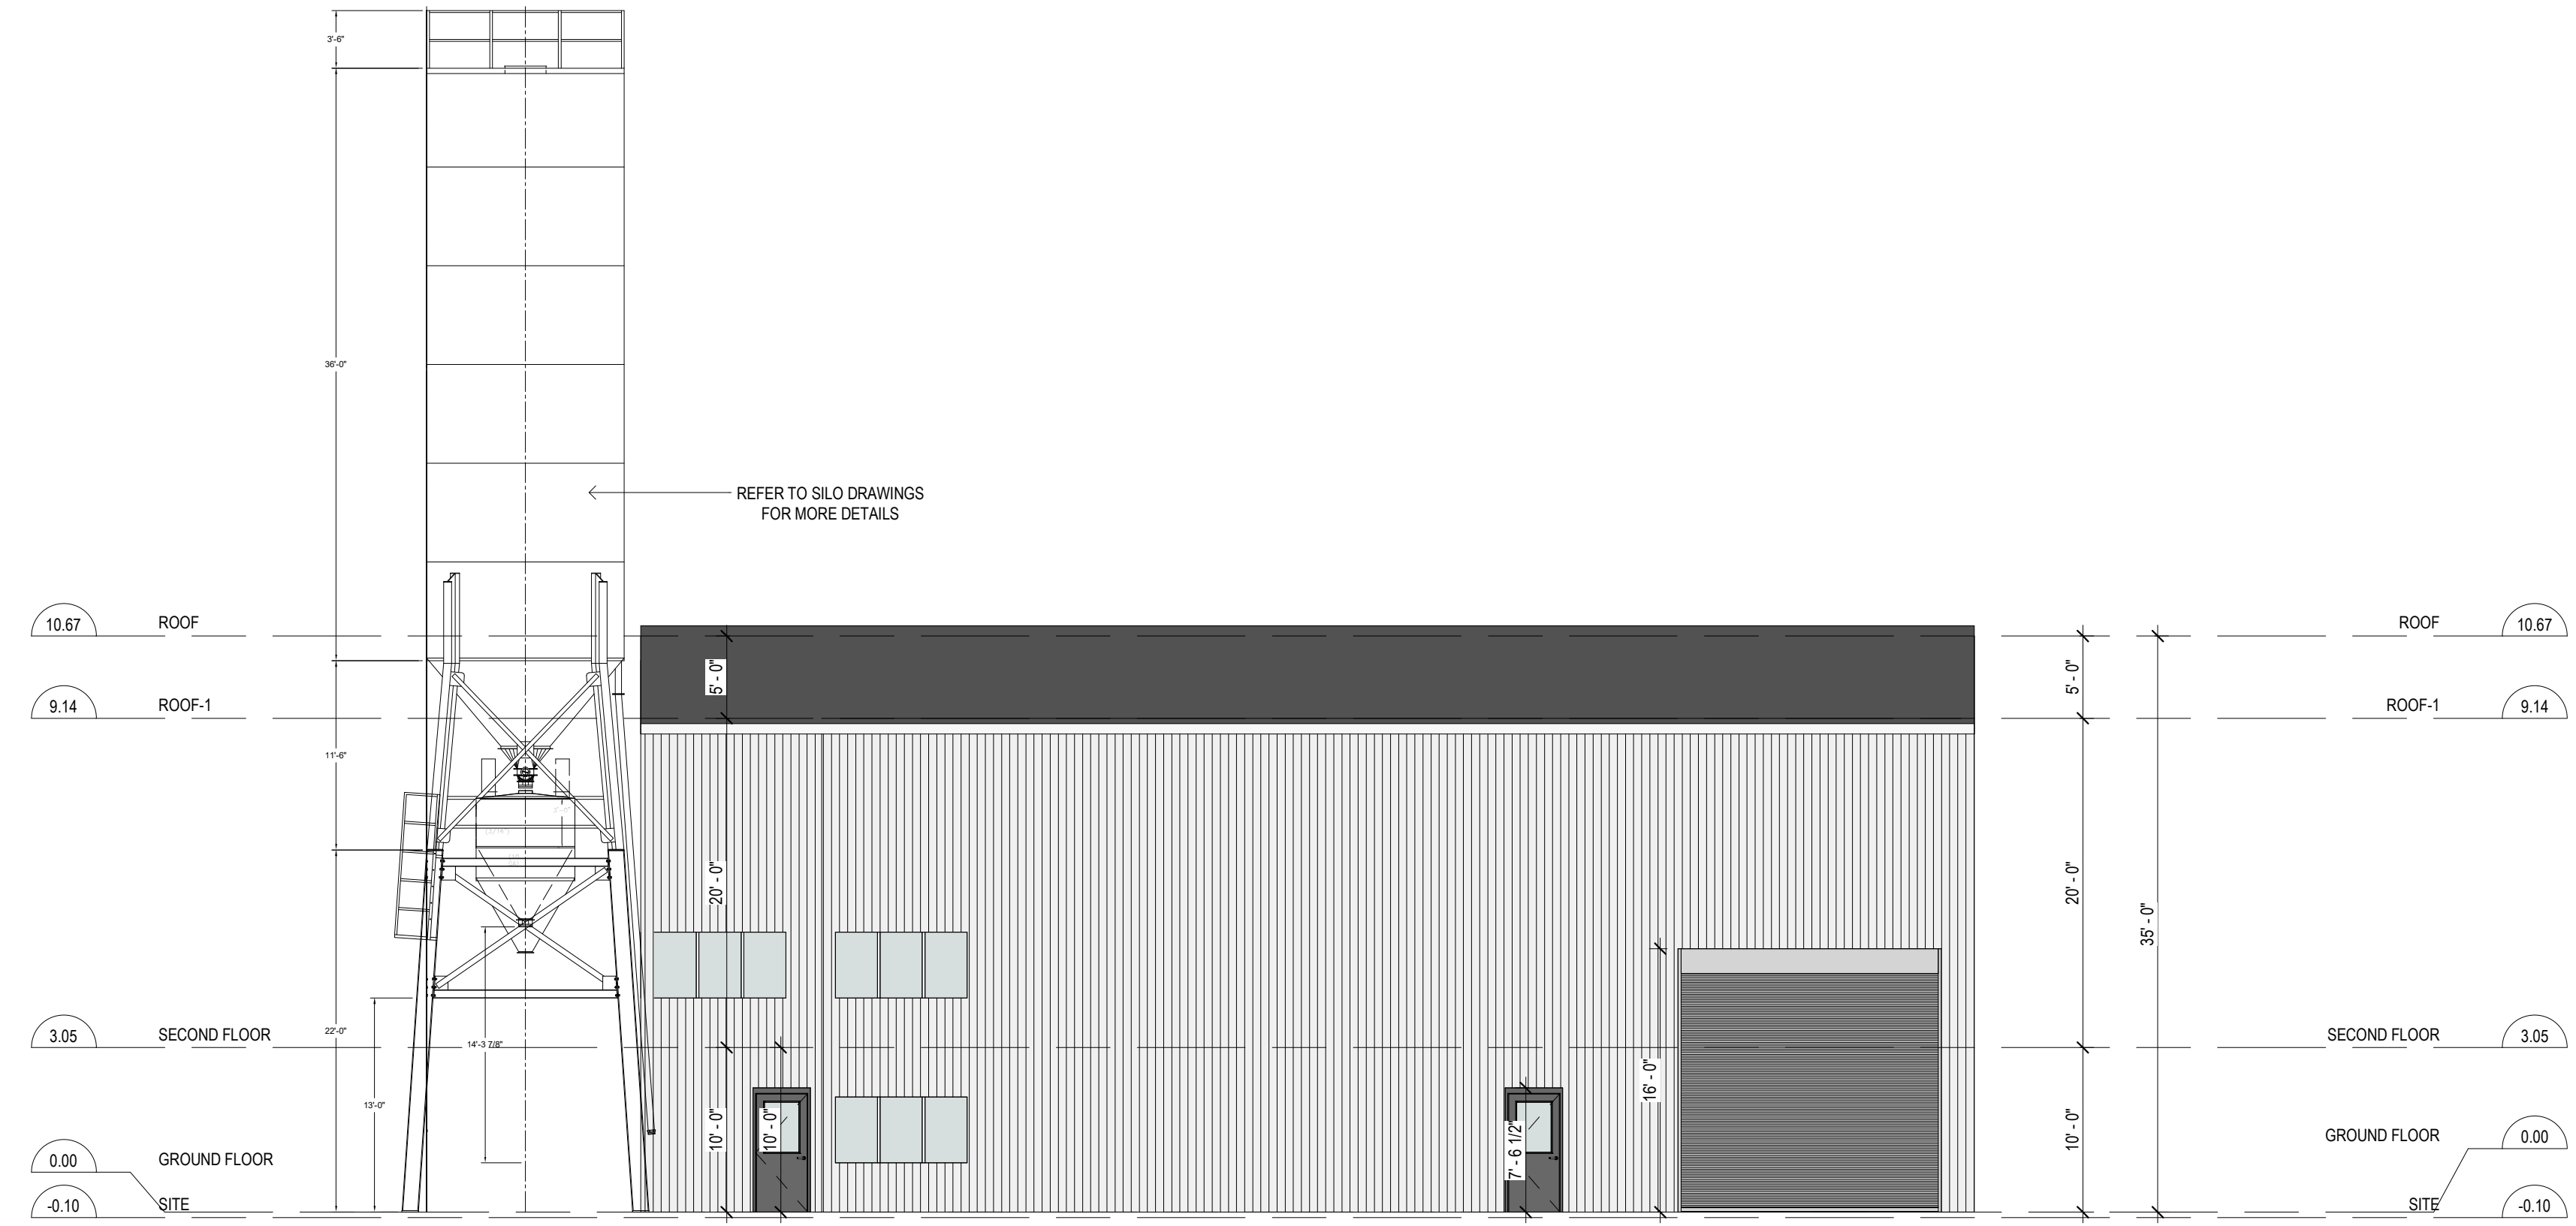 3'-6"
36'-0"
REFER TO SILO DRAWINGS
FOR MORE DETAILS
10.67 ROOF
ROOF 10.67
5' - 0"
5' - 0"
9.14 ROOF-1
ROOF-1 9.14
11'-6"
20' - 0"
20' - 0"
35' - 0"
3.05 SECOND FLOOR
SECOND FLOOR 3.05
22'-0"
14'-3 7/8"
13'-0"
10' - 0"
10' - 0"
7' - 6 1/2"
16' - 0"
10' - 0"
0.00 GROUND FLOOR
GROUND FLOOR 0.00
-0.10 SITE
SITE -0.10